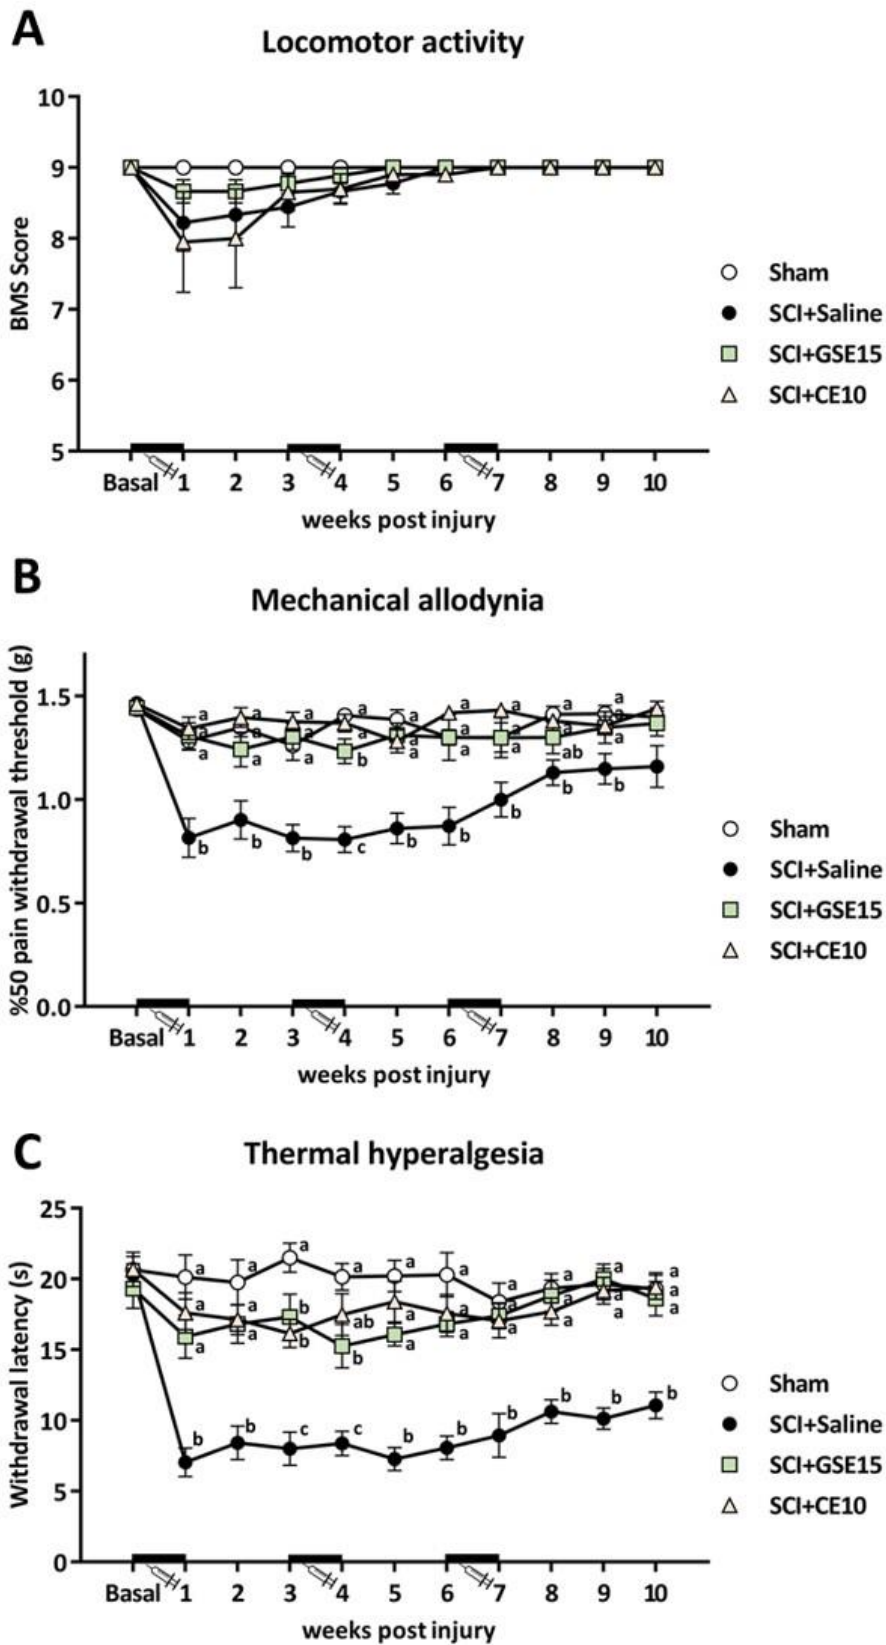 A
Locomotor activity
BMS Score
10
9
8
7
6
5
Basal 1 2 3 4 5 6 7 8 9 10
weeks post injury
Sham
SCI+Saline
SCI+GSE15
SCI+CE10
B
Mechanical allodynia
%50 pain withdrawal threshold (g)
1.5
1.0
0.5
0.0
a a a a a a a a a
a a a a a a a a a
a a a b a a a ab a
b b b c b b b b b
Basal 1 2 3 4 5 6 7 8 9 10
weeks post injury
Sham
SCI+Saline
SCI+GSE15
SCI+CE10
C
Thermal hyperalgesia
Withdrawal latency (s)
25
20
15
10
5
0
a a a a a a a a a a
a a b ab a a a a a a
a a b b a a a a a a
b b c c b b b b b b
Basal 1 2 3 4 5 6 7 8 9 10
weeks post injury
Sham
SCI+Saline
SCI+GSE15
SCI+CE10